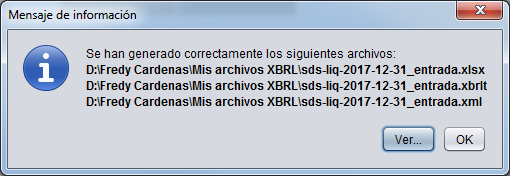 Mensaje de información
Se han generado correctamente los siguientes archivos:
D:\Fredy Cardenas\Mis archivos XBRL\sds-liq-2017-12-31_entrada.xlsx
D:\Fredy Cardenas\Mis archivos XBRL\sds-liq-2017-12-31_entrada.xbrlt
D:\Fredy Cardenas\Mis archivos XBRL\sds-liq-2017-12-31_entrada.xml
Ver... OK